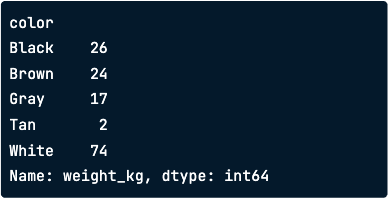 color
Black    26
Brown    24
Gray     17
Tan       2
White    74
Name: weight_kg, dtype: int64